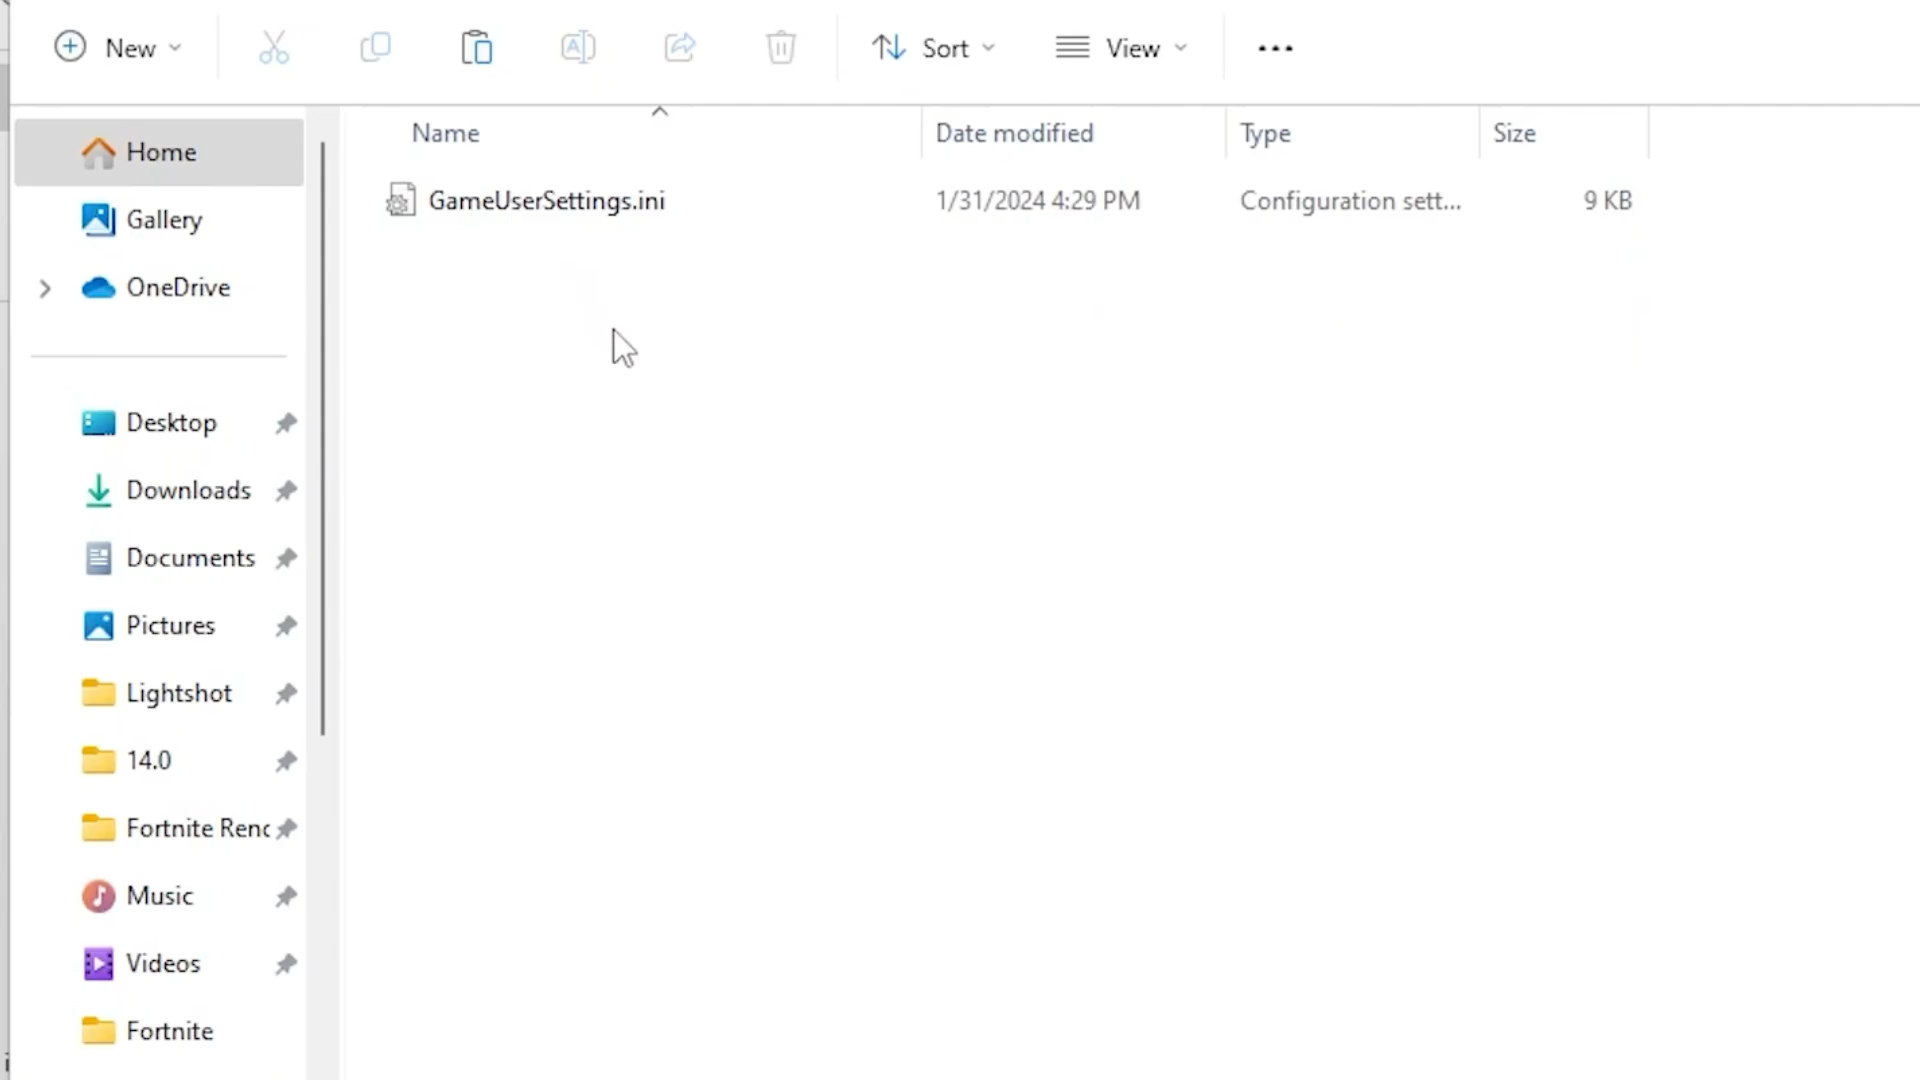 New
Sort
View
Name
Date modified
Type
Size
GameUserSettings.ini
1/31/2024 4:29 PM
Configuration sett...
9 KB
Home
Gallery
OneDrive
Desktop
Downloads
Documents
Pictures
Lightshot
14.0
Fortnite Renc
Music
Videos
Fortnite